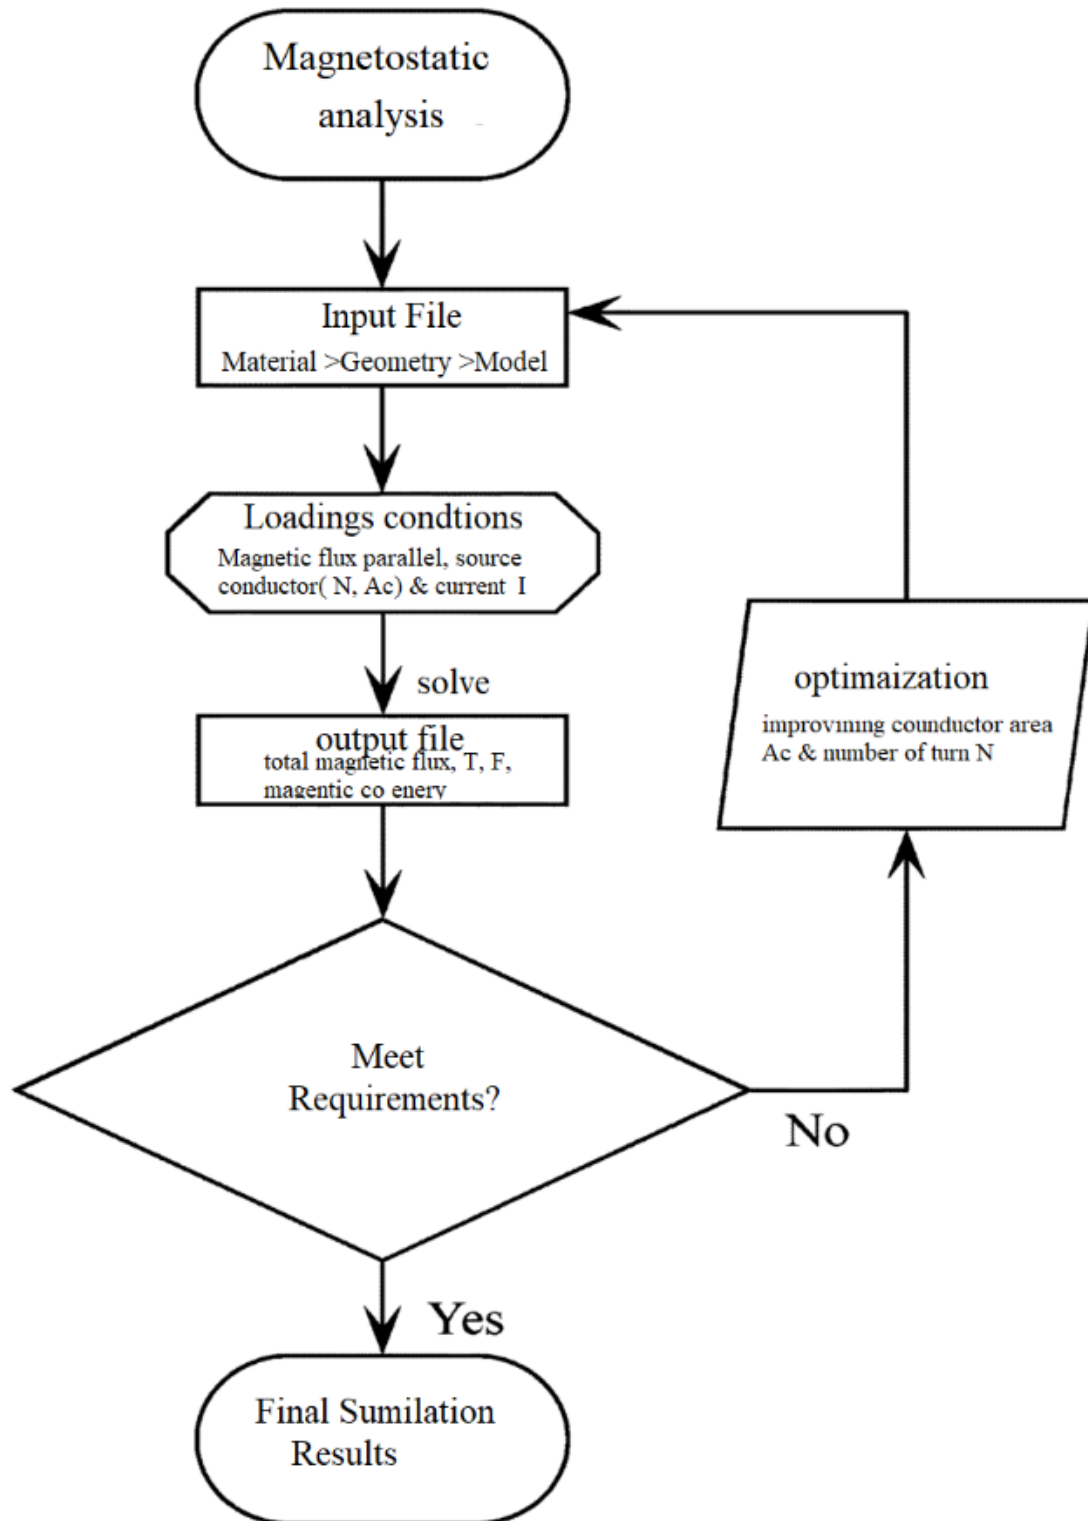 Magnetostatic
analysis
Input File
Material >Geometry >Model
Loadings condtions
Magnetic flux parallel, source
conductor( N, Ac) & current I
solve
output file
total magnetic flux, T, F,
magentic co enery
Meet
Requirements?
No
optimaization
improvining counductor area
Ac & number of turn N
Yes
Final Sumilation
Results